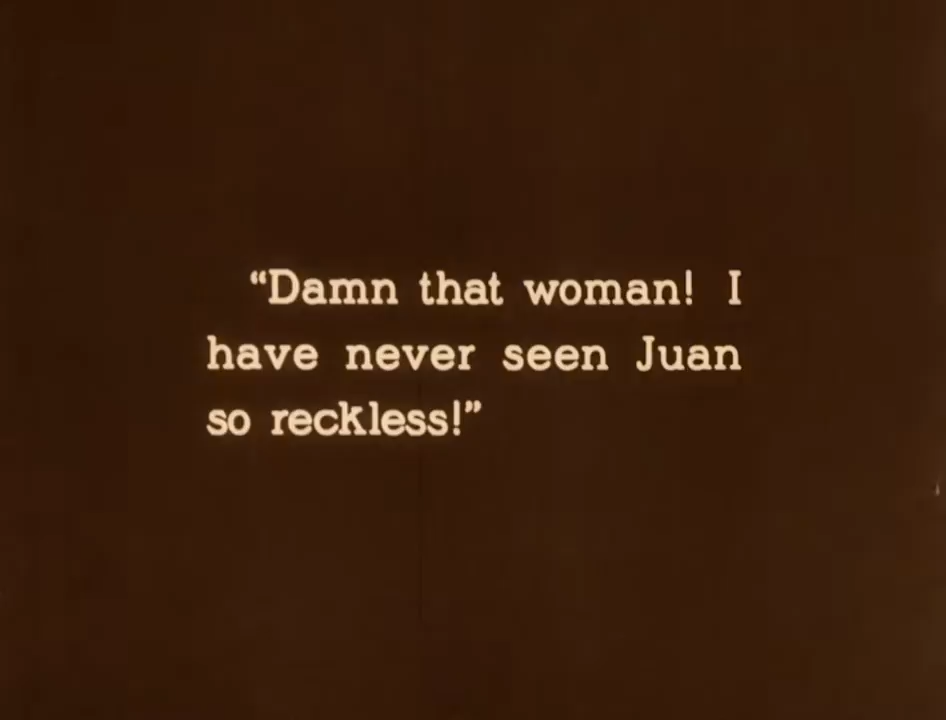 “Damn that woman! I
have never seen Juan
so reckless!”